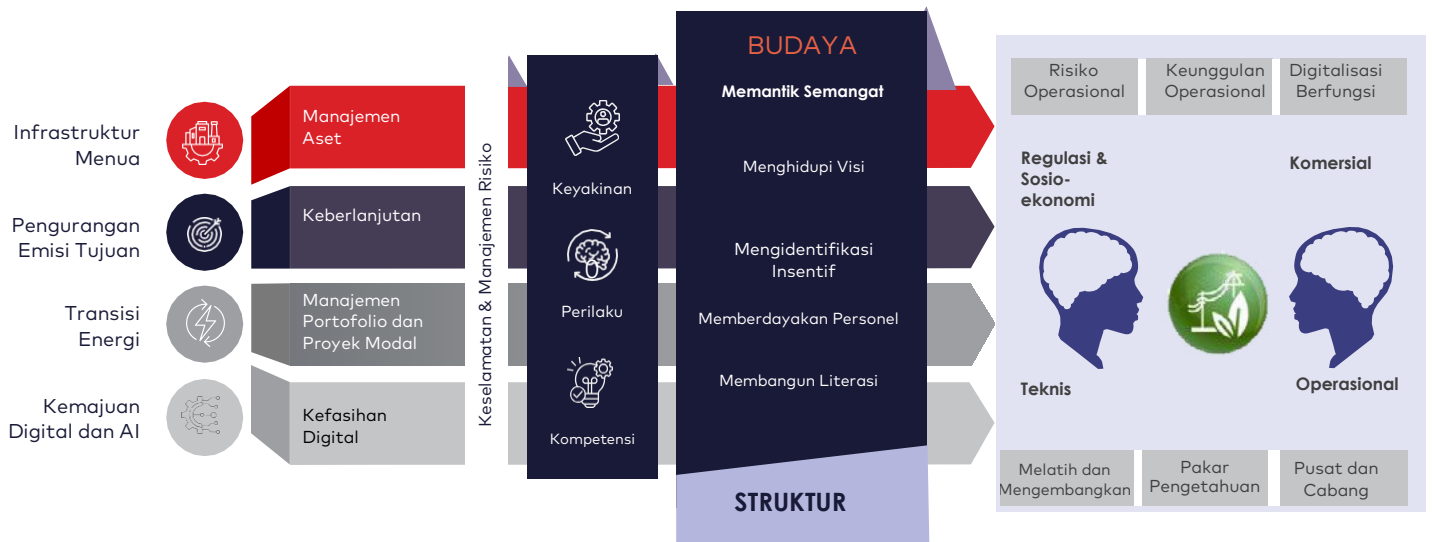 Infrastruktur
Menua
Pengurangan
Emisi Tujuan
Transisi
Energi
Kemajuan
Digital dan AI
Manajemen
Aset
Keberlanjutan
Manajemen
Portofolio dan
Proyek Modal
Kefasihan
Digital
Keselamatan & Manajemen Risiko
Keyakinan
Perilaku
Kompetensi
BUDAYA
Memantik Semangat
Menghidupi Visi
Mengidentifikasi
Insentif
Memberdayakan Personel
Membangun Literasi
STRUKTUR
Risiko
Operasional
Keunggulan
Operasional
Digitalisasi
Berfungsi
Regulasi &
Sosio-
ekonomi
Komersial
Teknis
Operasional
Melatih dan
Mengembangkan
Pakar
Pengetahuan
Pusat dan
Cabang